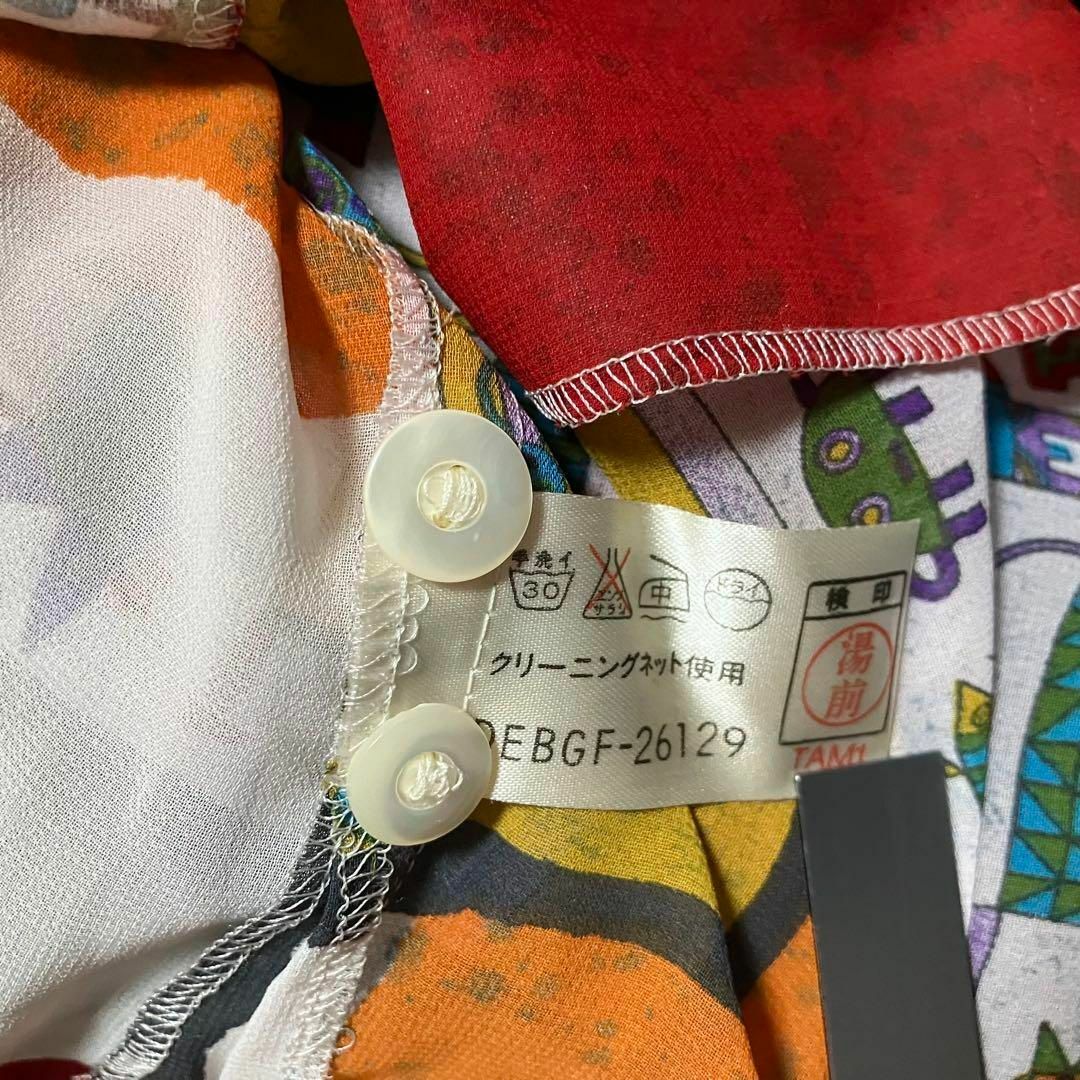 手洗イ
30
エンソ
サラシ
中
ドライ
クリーニングネット使用
EBGF-26129
検印
湯前
TAMI